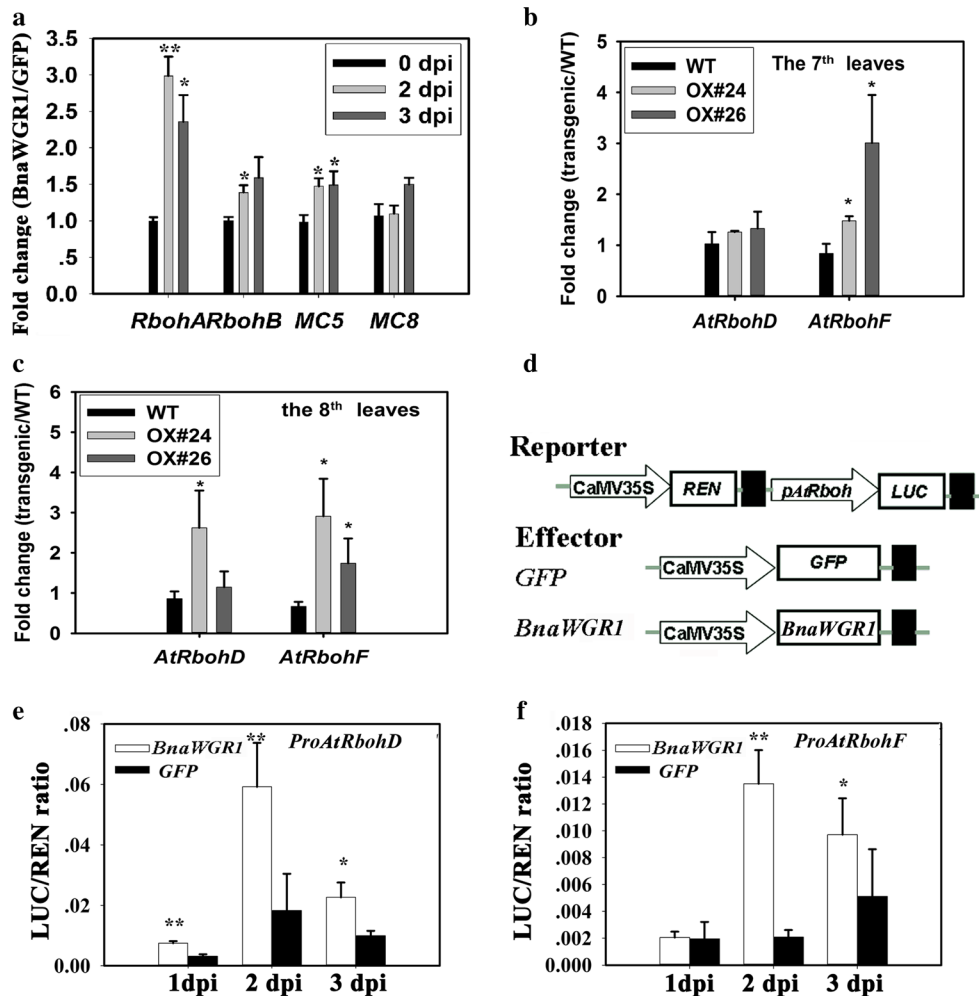 a
Fold change (BnaWGR1/GFP)
3.5
3.0
2.5
2.0
1.5
1.0
.5
0.0
0 dpi
2 dpi
3 dpi
**
*
*
*
*
RbohA RbohB MC5 MC8
b
Fold change (transgenic/WT)
5
4
3
2
1
0
WT
OX#24
OX#26
The 7th leaves
*
*
AtRbohD AtRbohF
c
Fold change (transgenic/WT)
6
5
4
3
2
1
0
WT
OX#24
OX#26
the 8th leaves
*
*
*
AtRbohD AtRbohF
d
Reporter
CaMV35S REN pAtRboh LUC
Effector
GFP CaMV35S GFP
BnaWGR1 CaMV35S BnaWGR1
e
LUC/REN ratio
.08
.06
.04
.02
0.00
BnaWGR1
GFP
ProAtRbohD
**
**
*
1dpi 2 dpi 3 dpi
f
LUC/REN ratio
.018
.016
.014
.012
.010
.008
.006
.004
.002
0.000
BnaWGR1
GFP
ProAtRbohF
**
*
1dpi 2 dpi 3 dpi